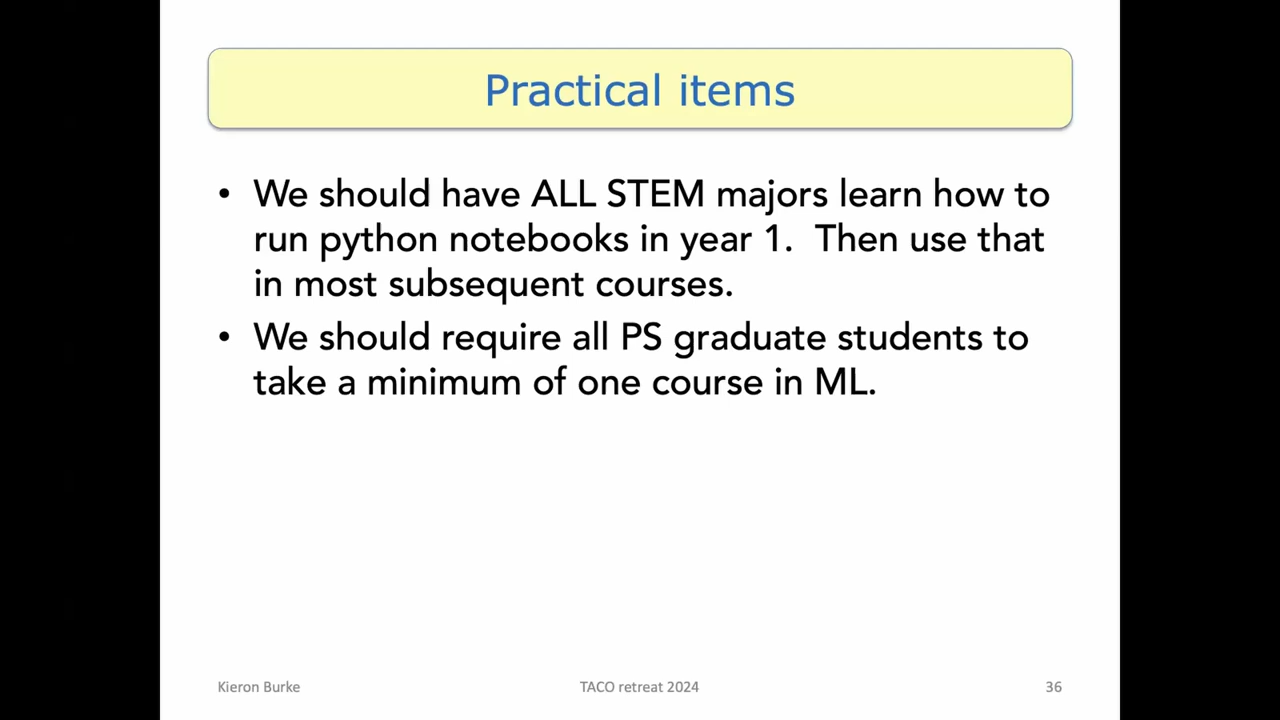 Practical items
• We should have ALL STEM majors learn how to
run python notebooks in year 1.  Then use that
in most subsequent courses.
• We should require all PS graduate students to
take a minimum of one course in ML.
Kieron Burke
TACO retreat 2024
36